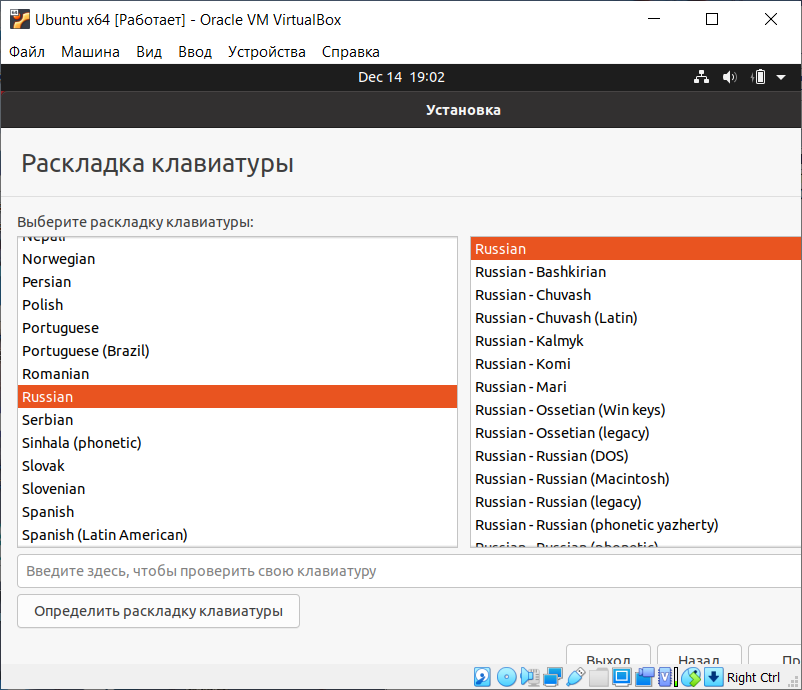 Ubuntu x64 [Работает] - Oracle VM VirtualBox
Файл Машина Вид Ввод Устройства Справка
Dec 14 19:02
Установка
Раскладка клавиатуры
Выберите раскладку клавиатуры:
Nepali
Norwegian
Persian
Polish
Portuguese
Portuguese (Brazil)
Romanian
Russian
Serbian
Sinhala (phonetic)
Slovak
Slovenian
Spanish
Spanish (Latin American)
Russian
Russian - Bashkirian
Russian - Chuvash
Russian - Chuvash (Latin)
Russian - Kalmyk
Russian - Komi
Russian - Mari
Russian - Ossetian (Win keys)
Russian - Ossetian (legacy)
Russian - Russian (DOS)
Russian - Russian (Macintosh)
Russian - Russian (legacy)
Russian - Russian (phonetic yazherty)
Russian - Russian (phonetic)
Введите здесь, чтобы проверить свою клавиатуру
Определить раскладку клавиатуры
Выход Назад Пр
Right Ctrl